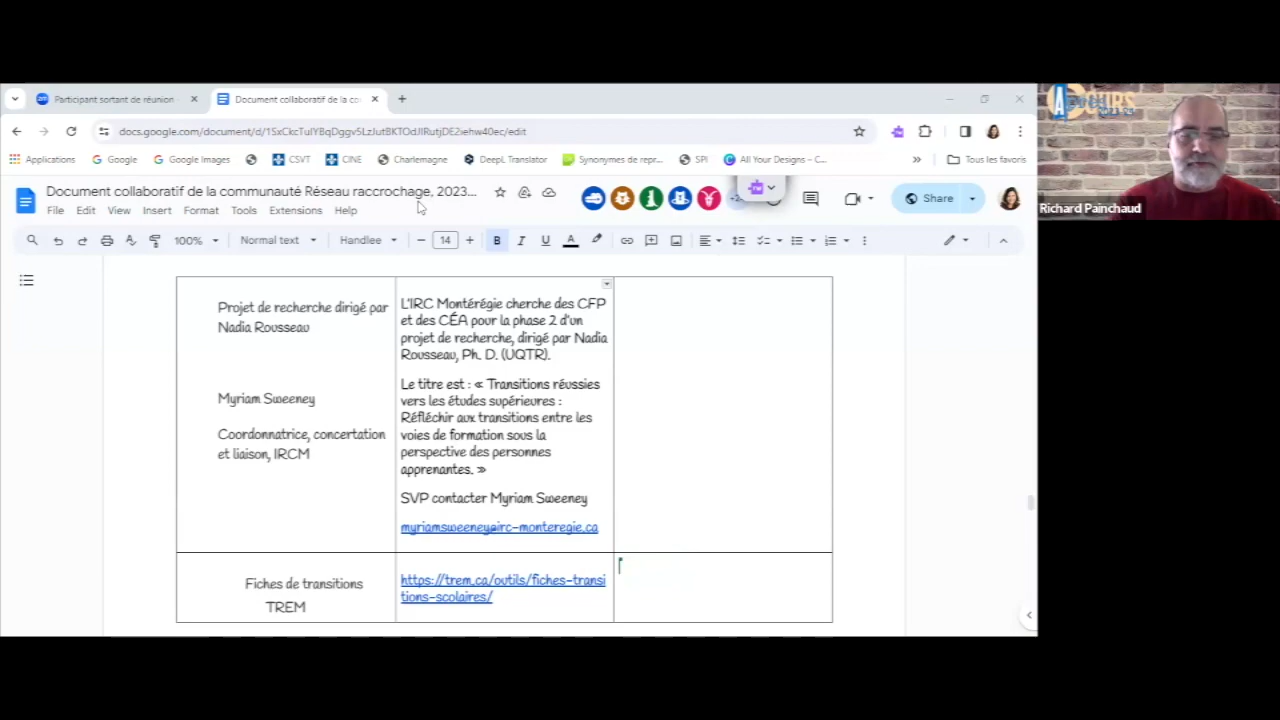 Participant sortant de réunion
Document collaboratif de la co
docs.google.com/document/d/1SxCkcTulYBqDggv5LzJutBKTOdJIRutjDE2iehw40ec/edit
Applications
Google
Google Images
CSVT
CINE
Charlemagne
DeepL Translator
Synonymes de repr...
SPI
All Your Designs – C...
»
Tous les favoris
Document collaboratif de la communauté Réseau raccrochage, 2023...
Share
File Edit View Insert Format Tools Extensions Help
100% Normal text Handlee 14
Projet de recherche dirigé par
Nadia Rousseau
Myriam Sweeney
Coordonnatrice, concertation
et liaison, IRCM
L'IRC Montérégie cherche des CFP
et des CÉA pour la phase 2 d'un
projet de recherche, dirigé par Nadia
Rousseau, Ph. D. (UQTR).
Le titre est : « Transitions réussies
vers les études supérieures :
Réfléchir aux transitions entre les
voies de formation sous la
perspective des personnes
apprenantes. »
SVP contacter Myriam Sweeney
myriamsweeney@irc-monteregie.ca
Fiches de transitions
TREM
https://trem.ca/outils/fiches-transi
tions-scolaires/
Richard Painchaud